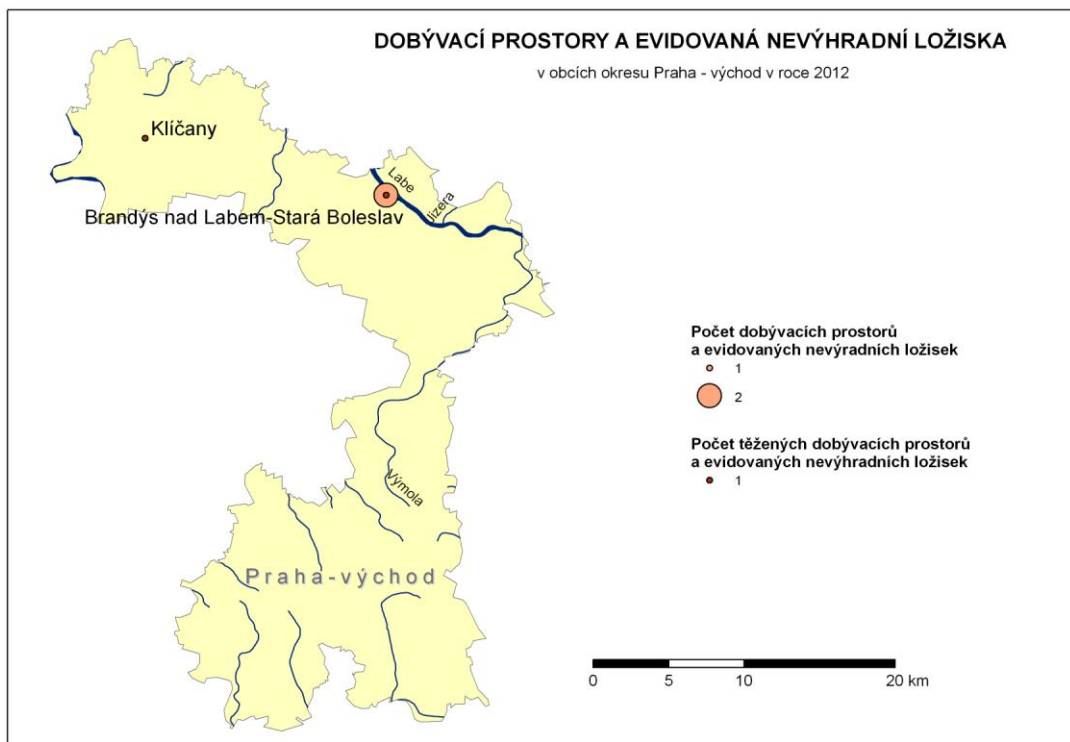 DOBÝVACÍ PROSTORY A EVIDOVANÁ NEVÝHRADNÍ LOŽISKA
v obcích okresu Praha - východ v roce 2012
Klíčany
Labe
Jizera
Brandýs nad Labem-Stará Boleslav
Počet dobývacích prostorů
a evidovaných nevýradních ložisek
1
2
Počet těžených dobývacích prostorů
a evidovaných nevýhradních ložisek
1
Výmola
Praha-východ
0 5 10 20 km